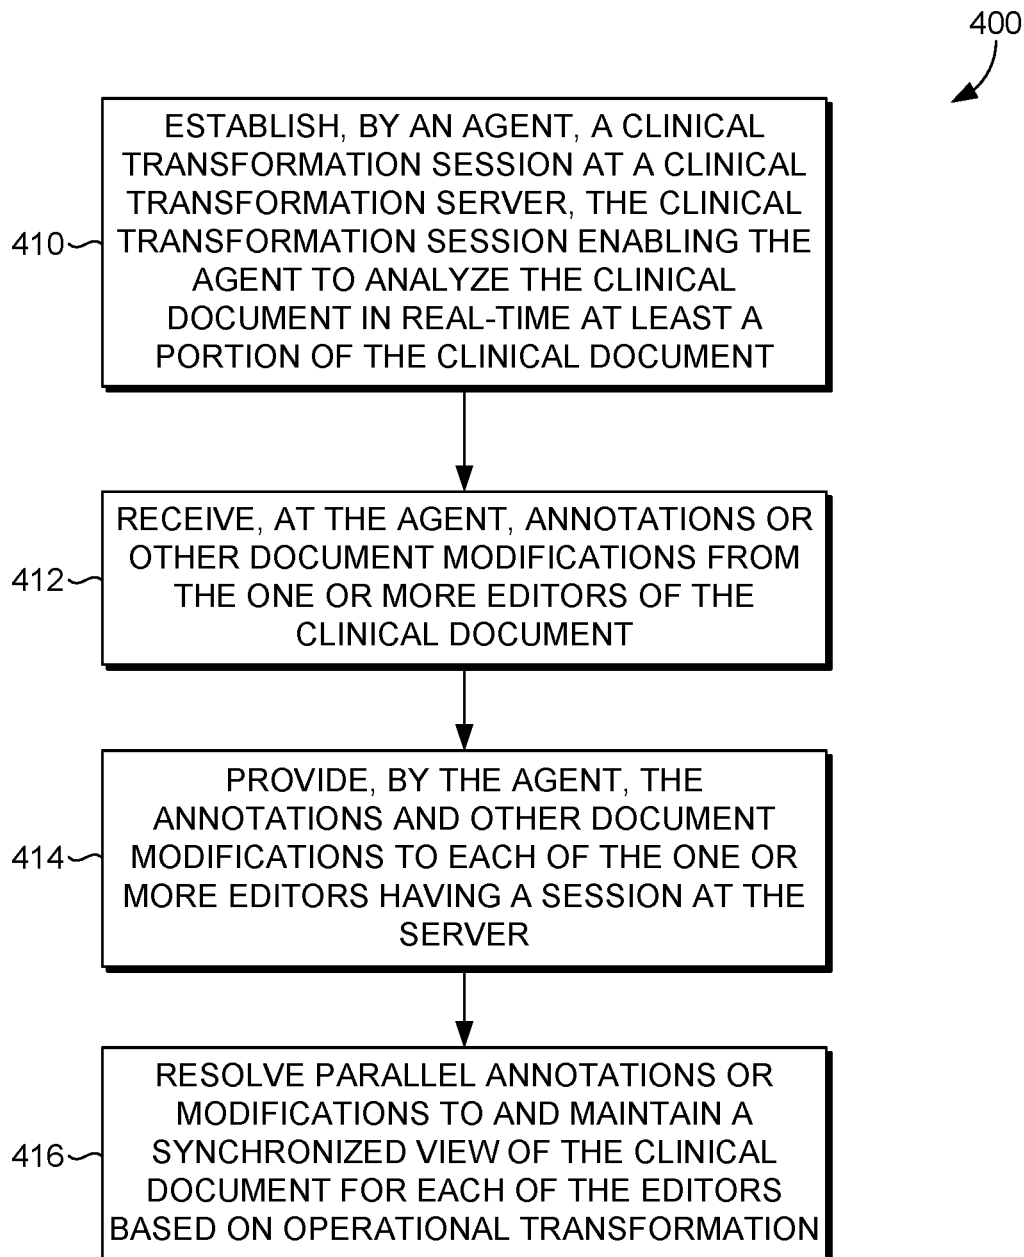 400
ESTABLISH, BY AN AGENT, A CLINICAL
TRANSFORMATION SESSION AT A CLINICAL
TRANSFORMATION SERVER, THE CLINICAL
TRANSFORMATION SESSION ENABLING THE
AGENT TO ANALYZE THE CLINICAL
DOCUMENT IN REAL-TIME AT LEAST A
PORTION OF THE CLINICAL DOCUMENT
410
RECEIVE, AT THE AGENT, ANNOTATIONS OR
OTHER DOCUMENT MODIFICATIONS FROM
THE ONE OR MORE EDITORS OF THE
CLINICAL DOCUMENT
412
PROVIDE, BY THE AGENT, THE
ANNOTATIONS AND OTHER DOCUMENT
MODIFICATIONS TO EACH OF THE ONE OR
MORE EDITORS HAVING A SESSION AT THE
SERVER
414
RESOLVE PARALLEL ANNOTATIONS OR
MODIFICATIONS TO AND MAINTAIN A
SYNCHRONIZED VIEW OF THE CLINICAL
DOCUMENT FOR EACH OF THE EDITORS
BASED ON OPERATIONAL TRANSFORMATION
416